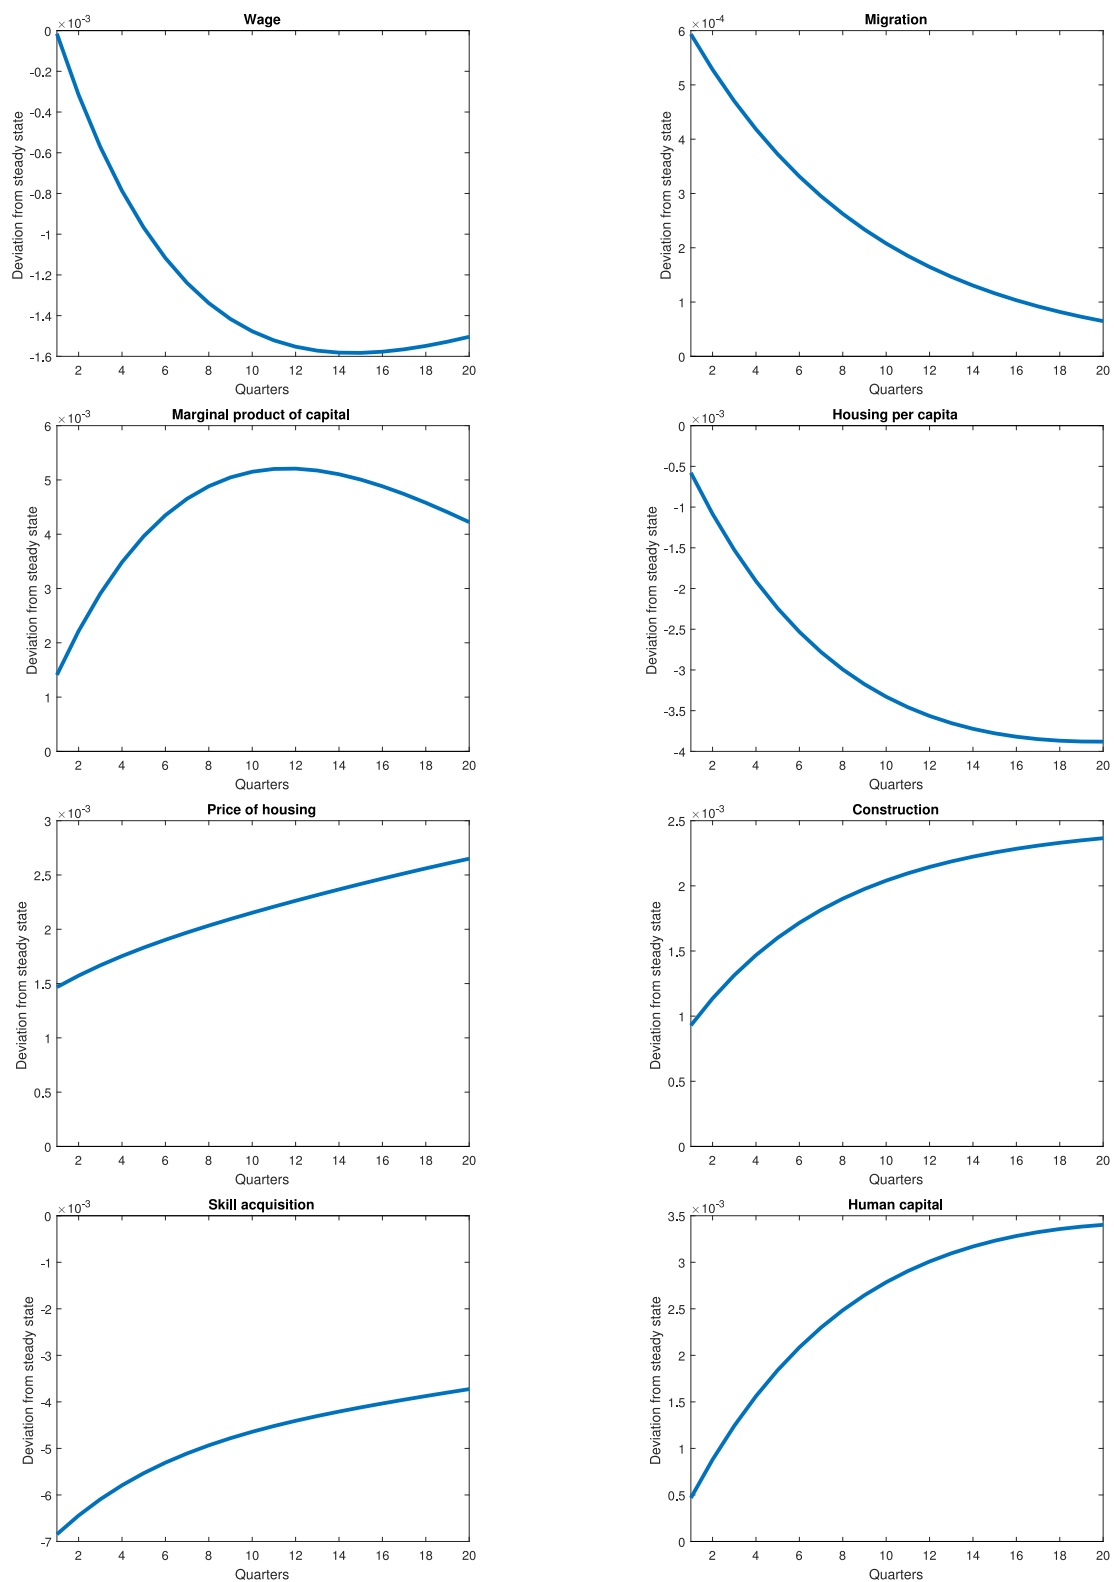 Wage
×10-3
0
-0.2
-0.4
-0.6
-0.8
-1
-1.2
-1.4
-1.6
Deviation from steady state
2 4 6 8 10 12 14 16 18 20
Quarters
Migration
×10-4
6
5
4
3
2
1
0
Deviation from steady state
2 4 6 8 10 12 14 16 18 20
Quarters
Marginal product of capital
×10-3
6
5
4
3
2
1
0
Deviation from steady state
2 4 6 8 10 12 14 16 18 20
Quarters
Housing per capita
×10-3
0
-0.5
-1
-1.5
-2
-2.5
-3
-3.5
-4
Deviation from steady state
2 4 6 8 10 12 14 16 18 20
Quarters
Price of housing
×10-3
3
2.5
2
1.5
1
0.5
0
Deviation from steady state
2 4 6 8 10 12 14 16 18 20
Quarters
Construction
×10-3
2.5
2
1.5
1
0.5
0
Deviation from steady state
2 4 6 8 10 12 14 16 18 20
Quarters
Skill acquisition
×10-3
0
-1
-2
-3
-4
-5
-6
-7
Deviation from steady state
2 4 6 8 10 12 14 16 18 20
Quarters
Human capital
×10-3
3.5
3
2.5
2
1.5
1
0.5
0
Deviation from steady state
2 4 6 8 10 12 14 16 18 20
Quarters